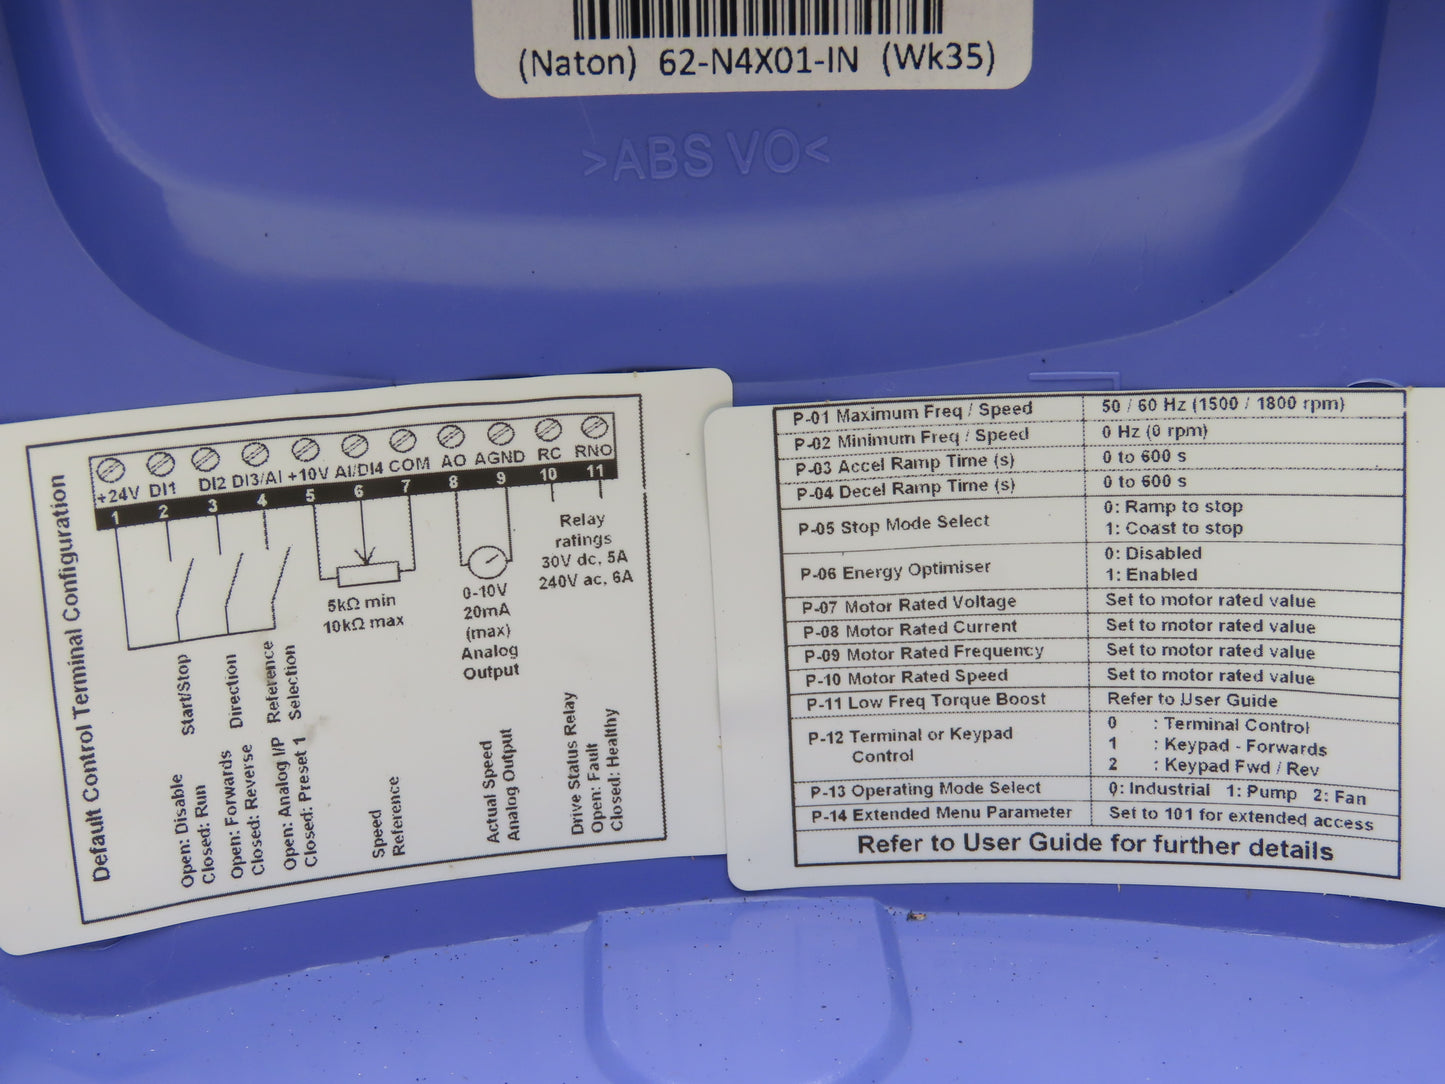 (Naton) 62-N4X01-IN (Wk35)
>ABS VO<
Default Control Terminal Configuration
+24V DI1 DI2 DI3/AI +10V AI/DI4 COM AO AGND RC RNO
1 2 3 4 5 6 7 8 9 10 11
5kΩ min
10kΩ max
0-10V
20mA
(max)
Analog
Output
Relay
ratings
30V dc, 5A
240V ac, 6A
Open: Disable Start/Stop
Closed: Run
Open: Forwards Direction
Closed: Reverse
Open: Analog I/P Reference
Closed: Preset 1 Selection
Speed
Reference
Actual Speed
Analog Output
Drive Status Relay
Open: Fault
Closed: Healthy
P-01 Maximum Freq / Speed 50 / 60 Hz (1500 / 1800 rpm)
P-02 Minimum Freq / Speed 0 Hz (0 rpm)
P-03 Accel Ramp Time (s) 0 to 600 s
P-04 Decel Ramp Time (s) 0 to 600 s
P-05 Stop Mode Select 0: Ramp to stop
1: Coast to stop
P-06 Energy Optimiser 0: Disabled
1: Enabled
P-07 Motor Rated Voltage Set to motor rated value
P-08 Motor Rated Current Set to motor rated value
P-09 Motor Rated Frequency Set to motor rated value
P-10 Motor Rated Speed Set to motor rated value
P-11 Low Freq Torque Boost Refer to User Guide
P-12 Terminal or Keypad Control 0 : Terminal Control
1 : Keypad - Forwards
2 : Keypad Fwd / Rev
P-13 Operating Mode Select 0: Industrial 1: Pump 2: Fan
P-14 Extended Menu Parameter Set to 101 for extended access
Refer to User Guide for further details